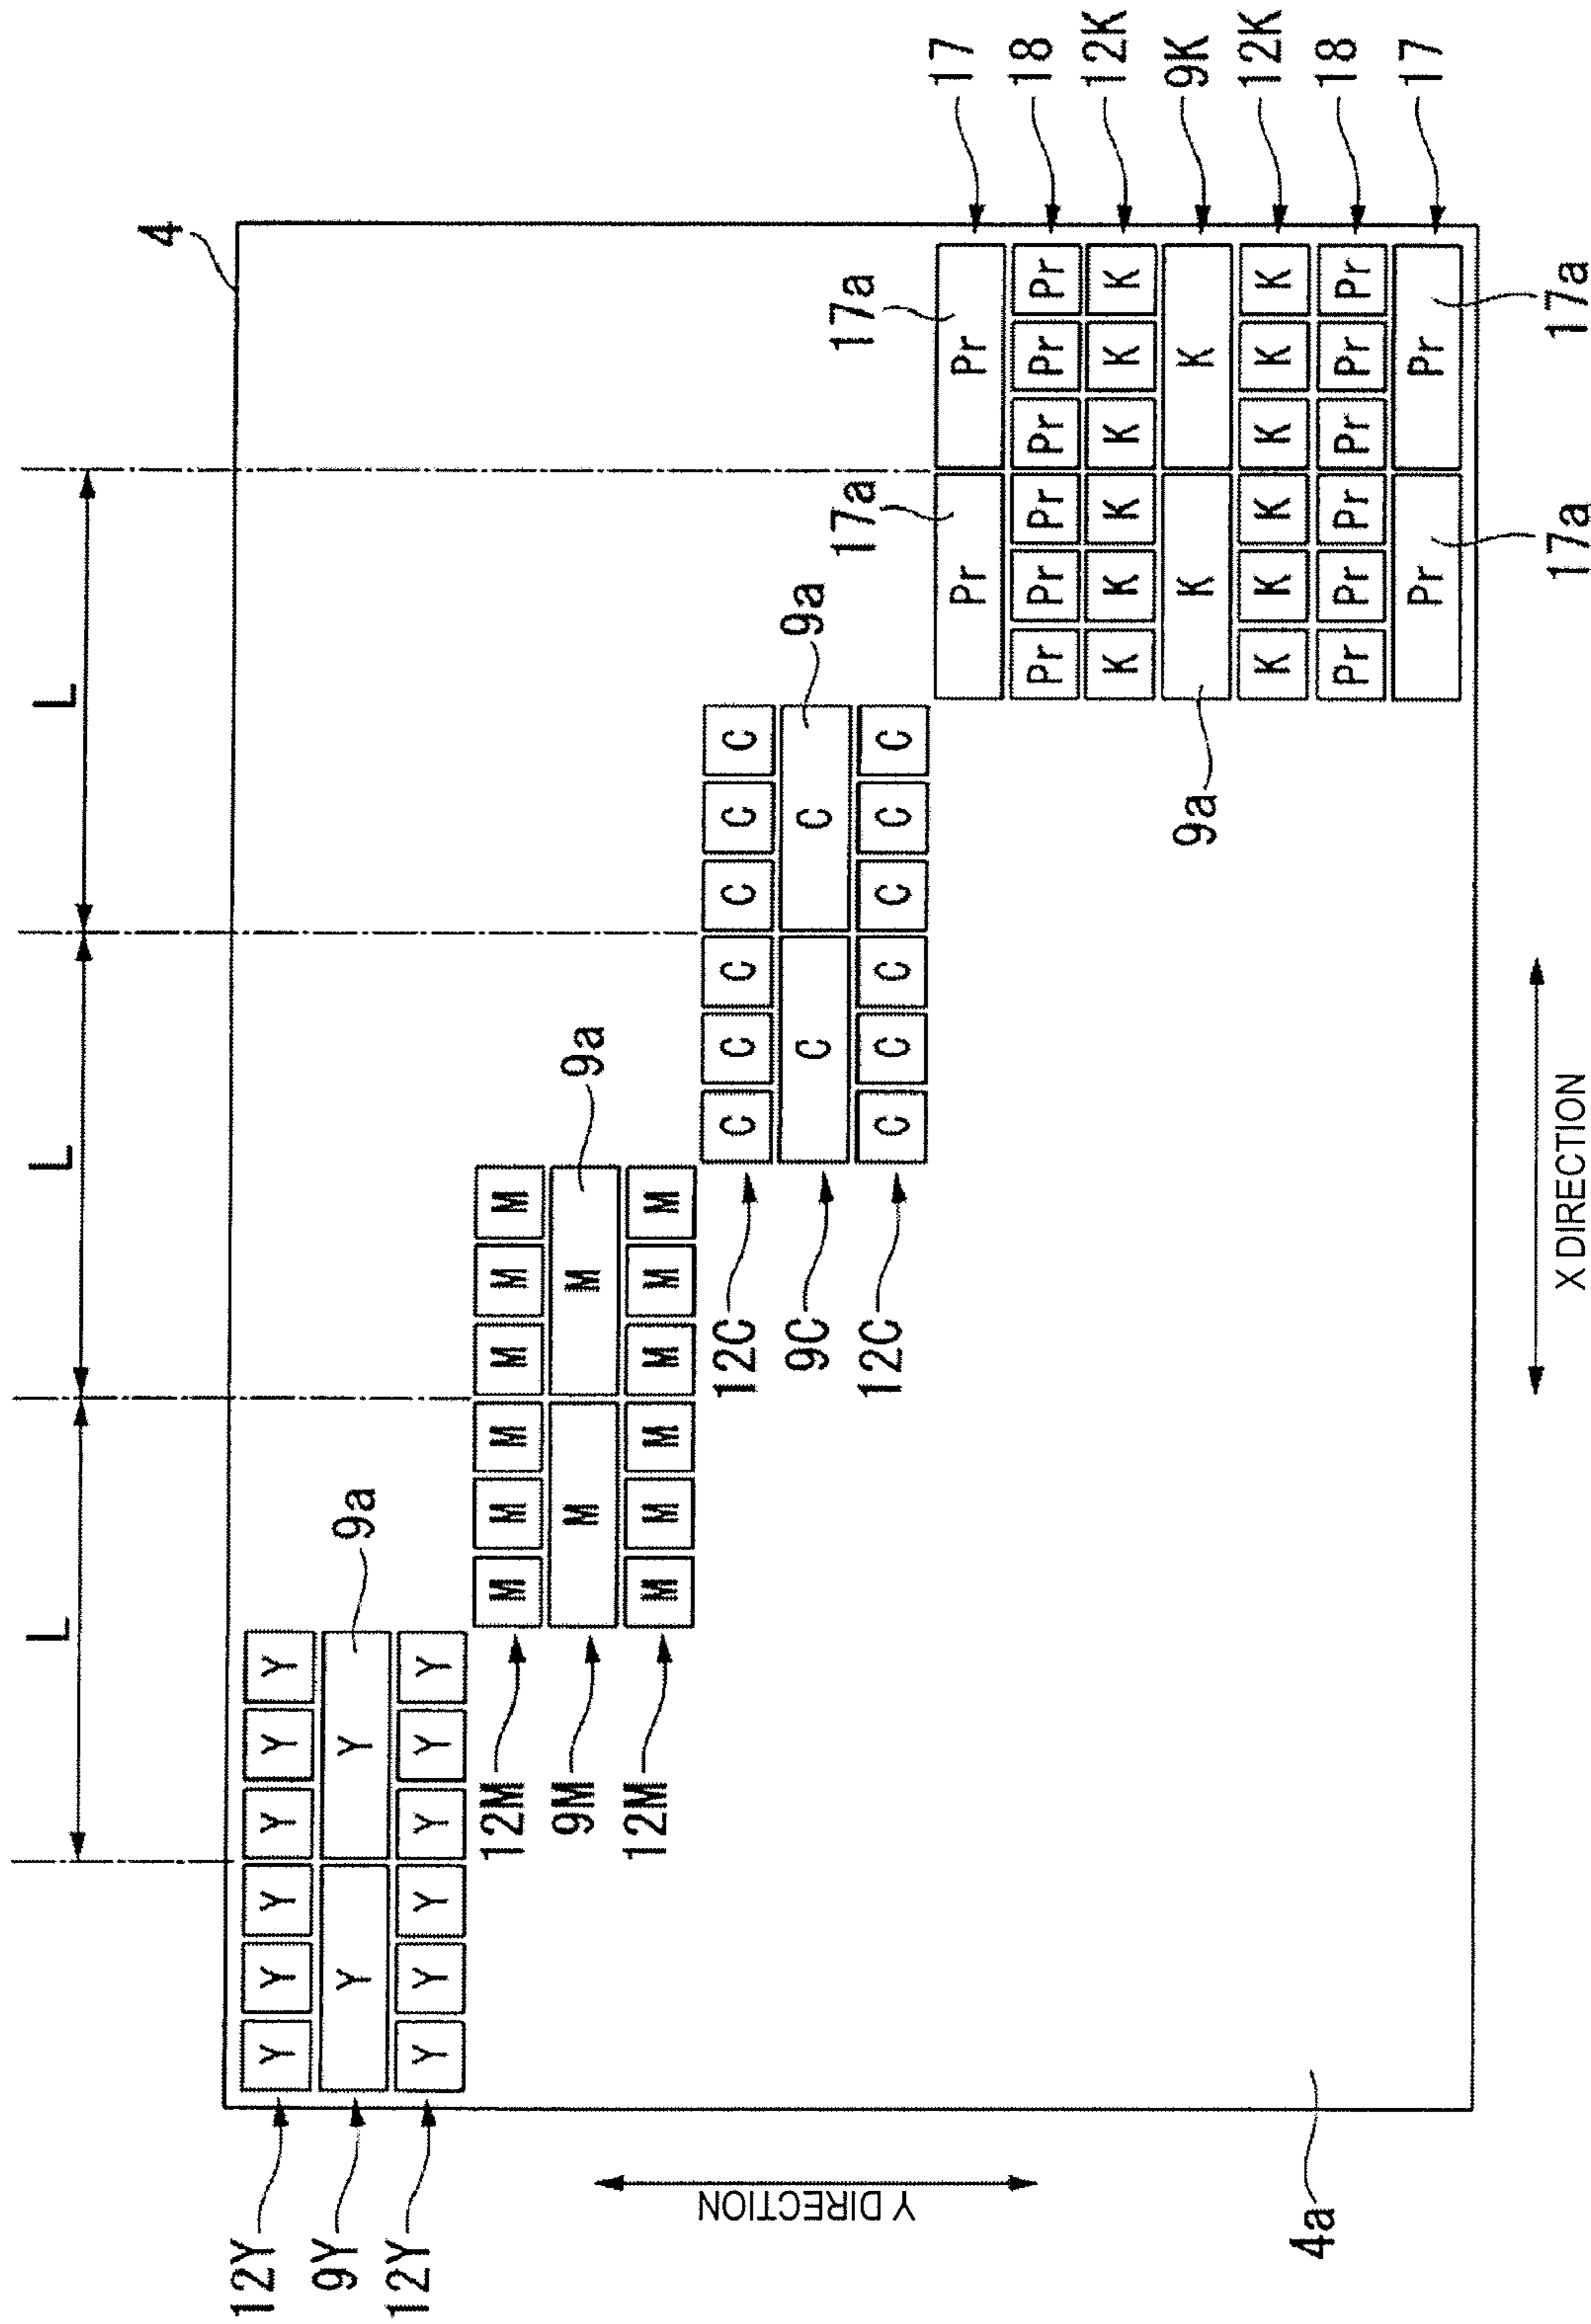 L L L
4
12Y Y Y Y Y Y Y
9Y Y Y 9a
12Y Y Y Y Y Y Y
12M M M M M M M
9M M M 9a
12M M M M M M M
12C C C C C C C
9C C C 9a
12C C C C C C C
17a 17a
Pr Pr 17
Pr Pr Pr Pr Pr Pr 18
K K K K K K 12K
9a K K 9K
K K K K K K 12K
Pr Pr Pr Pr Pr Pr 18
Pr Pr 17
17a 17a
4a
Y DIRECTION
X DIRECTION